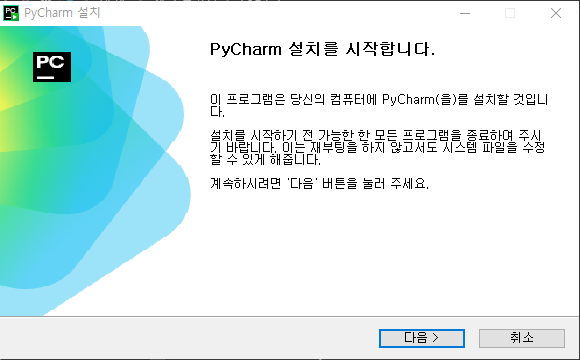 PyCharm 설치
PC
PyCharm 설치를 시작합니다.
이 프로그램은 당신의 컴퓨터에 PyCharm(을)를 설치할 것입니
다.
설치를 시작하기 전 가능한 한 모든 프로그램을 종료하여 주시
기 바랍니다. 이는 재부팅을 하지 않고서도 시스템 파일을 수정
할 수 있게 해줍니다.
계속하시려면 '다음' 버튼을 눌러 주세요.
다음 >
취소